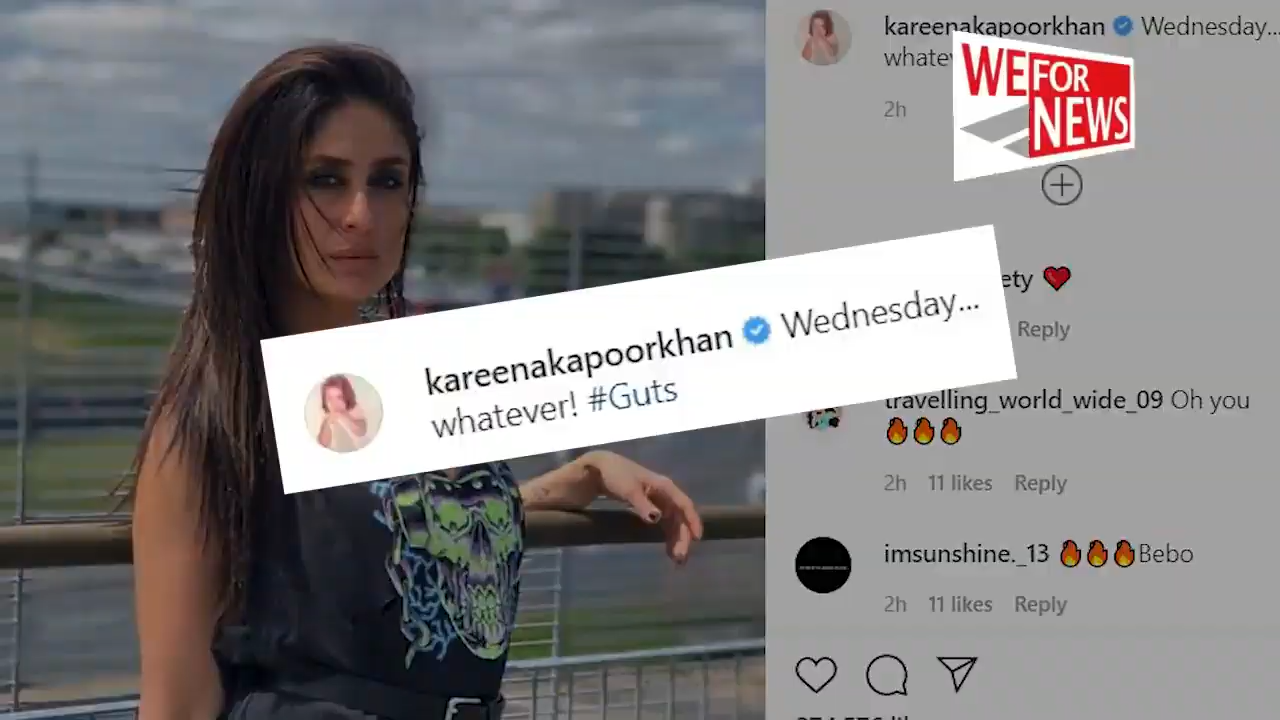 kareenakapoorkhan Wednesday...
whate
2h
WE FOR
NEWS
ety ❤️
Reply
kareenakapoorkhan Wednesday...
whatever! #Guts
travelling_world_wide_09 Oh you
🔥🔥🔥
2h 11 likes Reply
imsunshine._13 🔥🔥🔥Bebo
2h 11 likes Reply